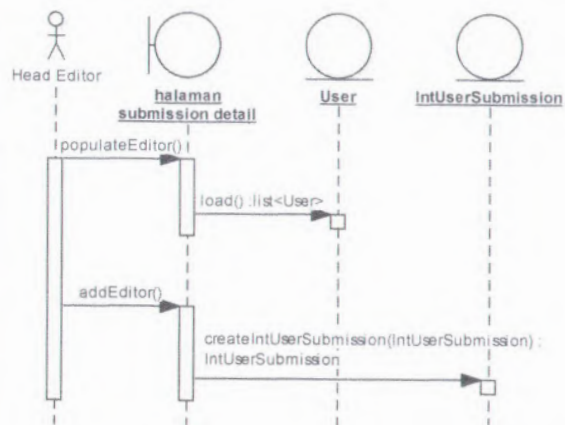 Head Editor
halaman
submission detail
User
IntUserSubmission
populateEditor()
load() :list<User>
addEditor()
createIntUserSubmission(IntUserSubmission) :
IntUserSubmission